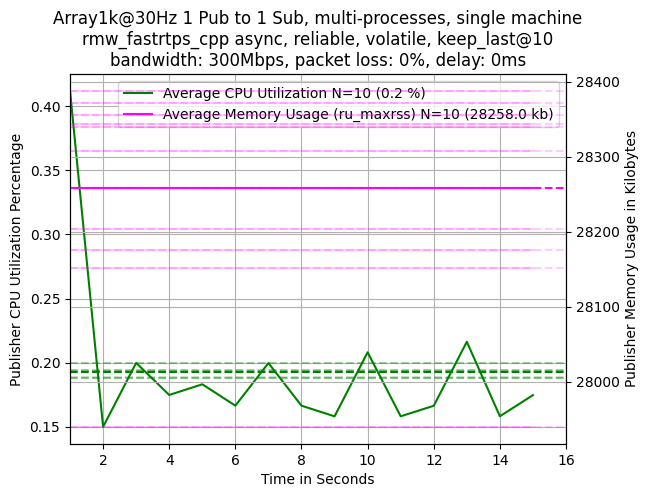 Array1k@30Hz 1 Pub to 1 Sub, multi-processes, single machine
rmw_fastrtps_cpp async, reliable, volatile, keep_last@10
bandwidth: 300Mbps, packet loss: 0%, delay: 0ms
Average CPU Utilization N=10 (0.2 %)
Average Memory Usage (ru_maxrss) N=10 (28258.0 kb)
Publisher CPU Utilization Percentage
0.40
0.35
0.30
0.25
0.20
0.15
28400
28300
28200
28100
28000
Publisher Memory Usage in Kilobytes
2 4 6 8 10 12 14 16
Time in Seconds